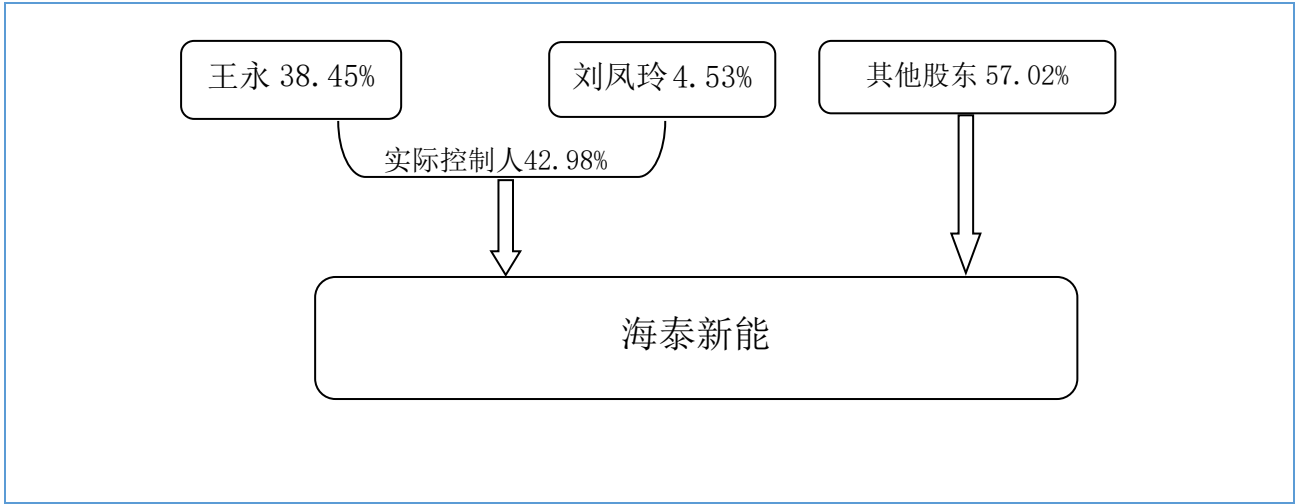 王永 38.45%
刘凤玲 4.53%
其他股东 57.02%
实际控制人42.98%
海泰新能